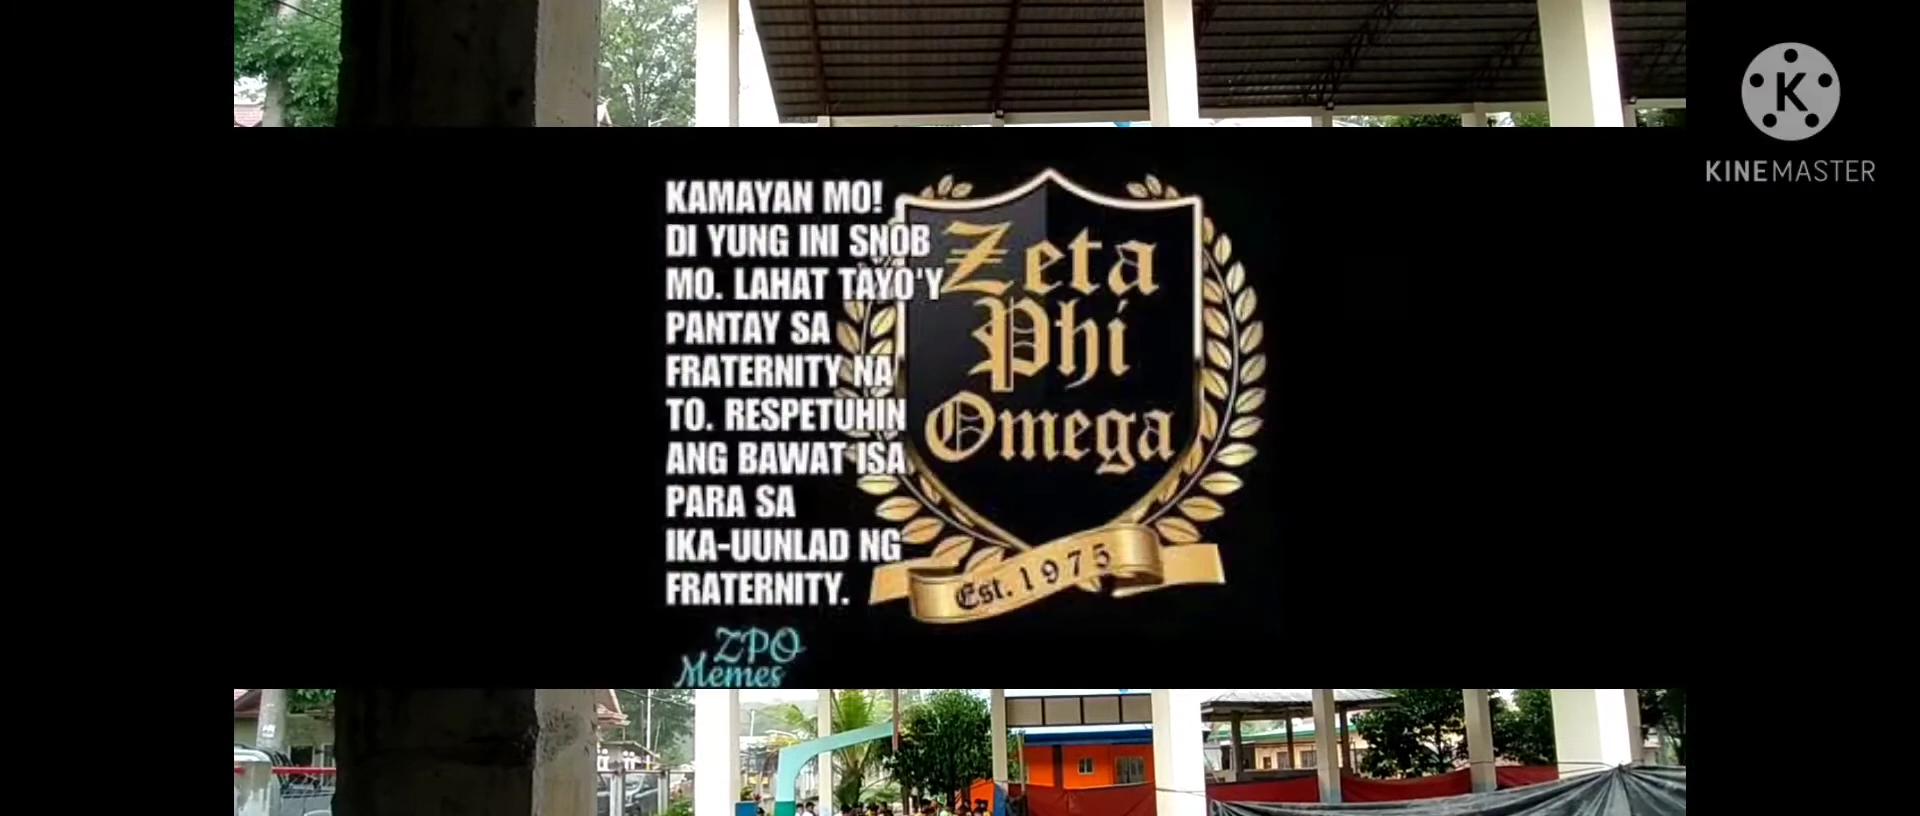 KAMAYAN MO!
DI YUNG INI SNOB
MO. LAHAT TAYO'Y
PANTAY SA
FRATERNITY NA
TO. RESPETUHIN
ANG BAWAT ISA
PARA SA
IKA-UUNLAD NG
FRATERNITY.
ZPO
Memes
Zeta
Phi
Omega
Est. 1975
K
KINEMASTER